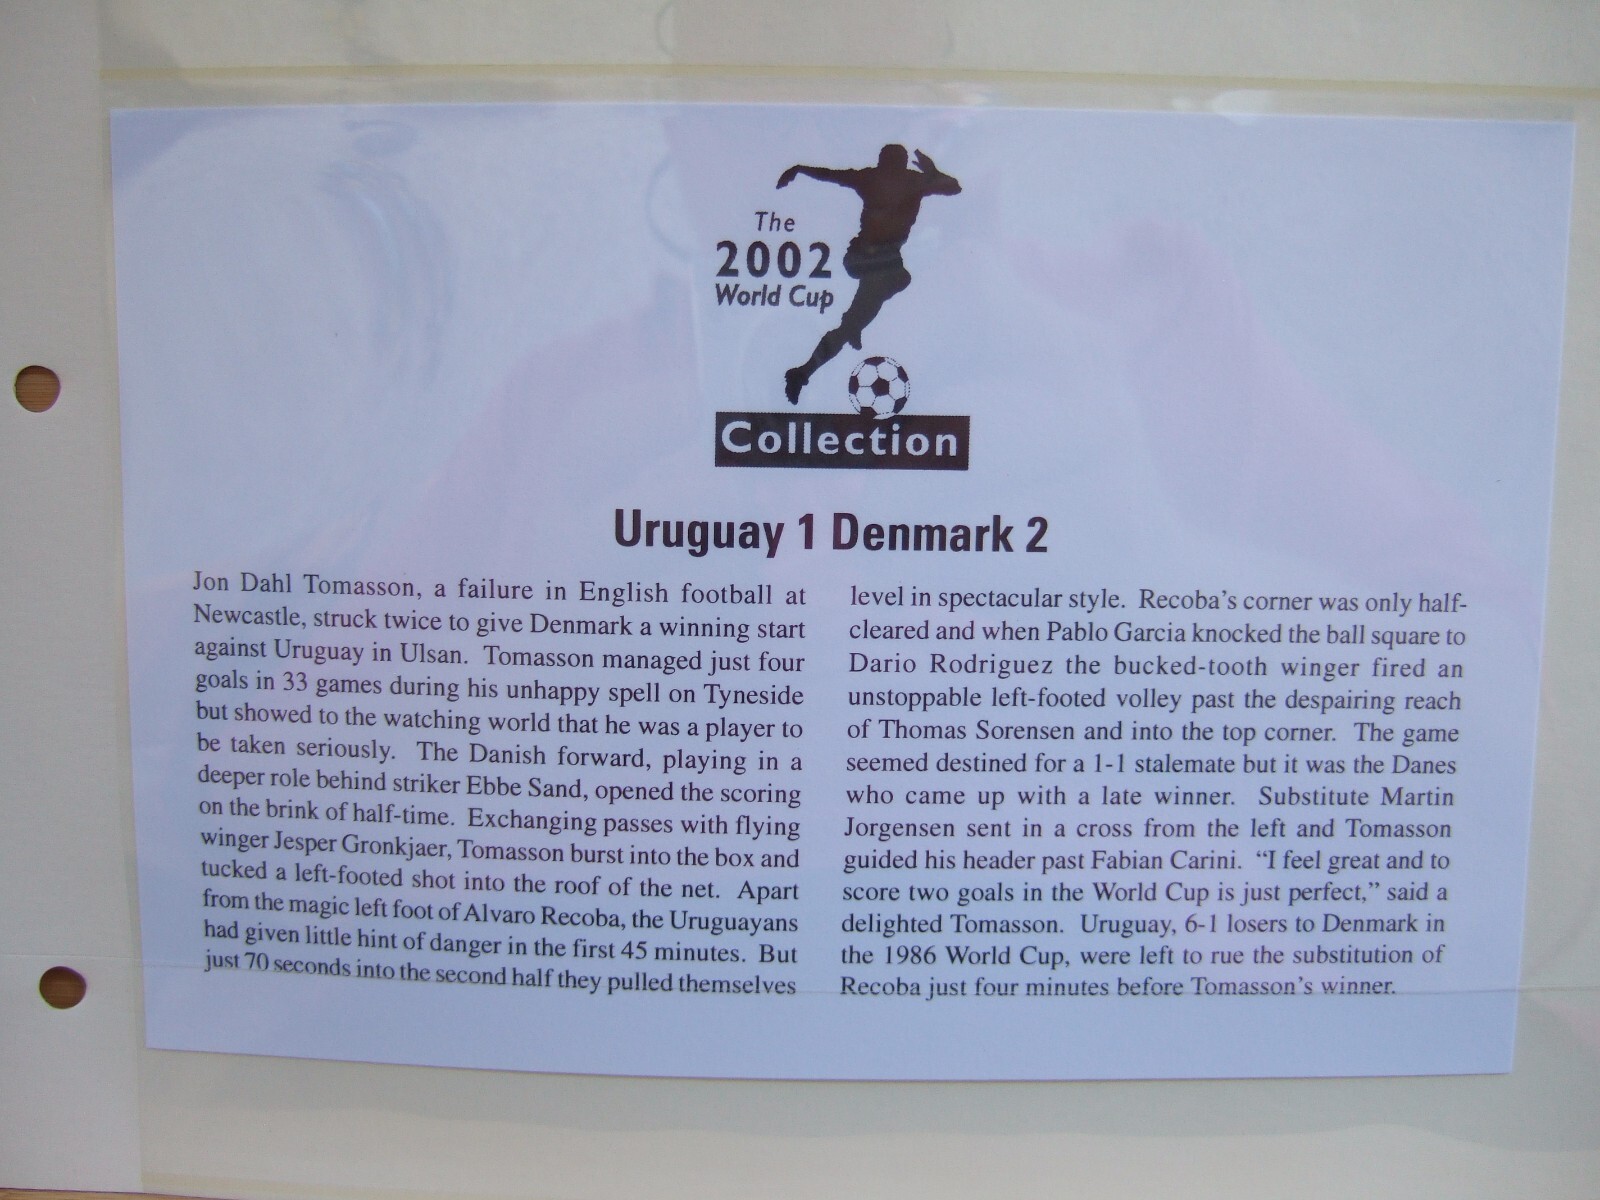 The
2002
World Cup
Collection
Uruguay 1 Denmark 2
Jon Dahl Tomasson, a failure in English football at
Newcastle, struck twice to give Denmark a winning start
against Uruguay in Ulsan. Tomasson managed just four
goals in 33 games during his unhappy spell on Tyneside
but showed to the watching world that he was a player to
be taken seriously. The Danish forward, playing in a
deeper role behind striker Ebbe Sand, opened the scoring
on the brink of half-time. Exchanging passes with flying
winger Jesper Gronkjaer, Tomasson burst into the box and
tucked a left-footed shot into the roof of the net. Apart
from the magic left foot of Alvaro Recoba, the Uruguayans
had given little hint of danger in the first 45 minutes. But
just 70 seconds into the second half they pulled themselves
level in spectacular style. Recoba's corner was only half-
cleared and when Pablo Garcia knocked the ball square to
Dario Rodriguez the bucked-tooth winger fired an
unstoppable left-footed volley past the despairing reach
of Thomas Sorensen and into the top corner. The game
seemed destined for a 1-1 stalemate but it was the Danes
who came up with a late winner. Substitute Martin
Jorgensen sent in a cross from the left and Tomasson
guided his header past Fabian Carini. "I feel great and to
score two goals in the World Cup is just perfect," said a
delighted Tomasson. Uruguay, 6-1 losers to Denmark in
the 1986 World Cup, were left to rue the substitution of
Recoba just four minutes before Tomasson's winner.